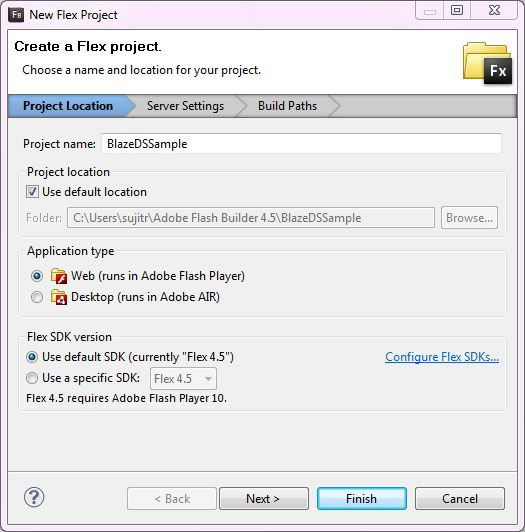 FB New Flex Project
Create a Flex project.
Choose a name and location for your project.
Fx
Project Location Server Settings Build Paths
Project name: BlazeDSSample
Project location
Use default location
Folder: C:\Users\sujitr\Adobe Flash Builder 4.5\BlazeDSSample Browse...
Application type
Web (runs in Adobe Flash Player)
Desktop (runs in Adobe AIR)
Flex SDK version
Use default SDK (currently "Flex 4.5") Configure Flex SDKs...
Use a specific SDK: Flex 4.5
Flex 4.5 requires Adobe Flash Player 10.
? < Back Next > Finish Cancel